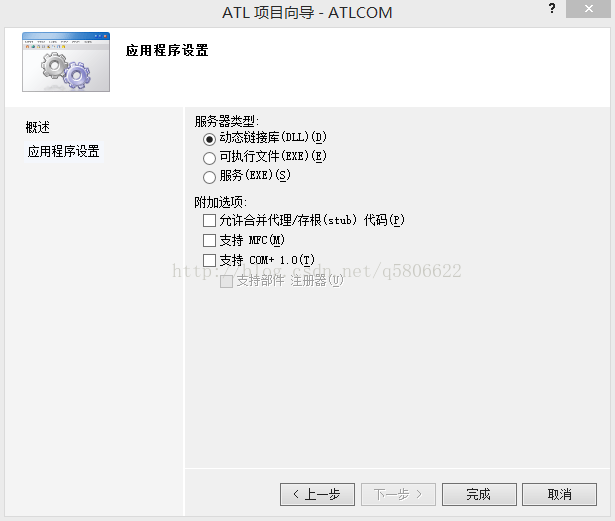 ATL 项目向导 - ATLCOM
?
应用程序设置
概述
应用程序设置
服务器类型:
动态链接库(DLL)(D)
可执行文件(EXE)(E)
服务(EXE)(S)
附加选项:
允许合并代理/存根(stub) 代码(P)
支持 MFC(M)
支持 COM+ 1.0(T)
http://blog.csdn.net/q5806622
支持部件 注册器(U)
< 上一步
下一步 >
完成
取消